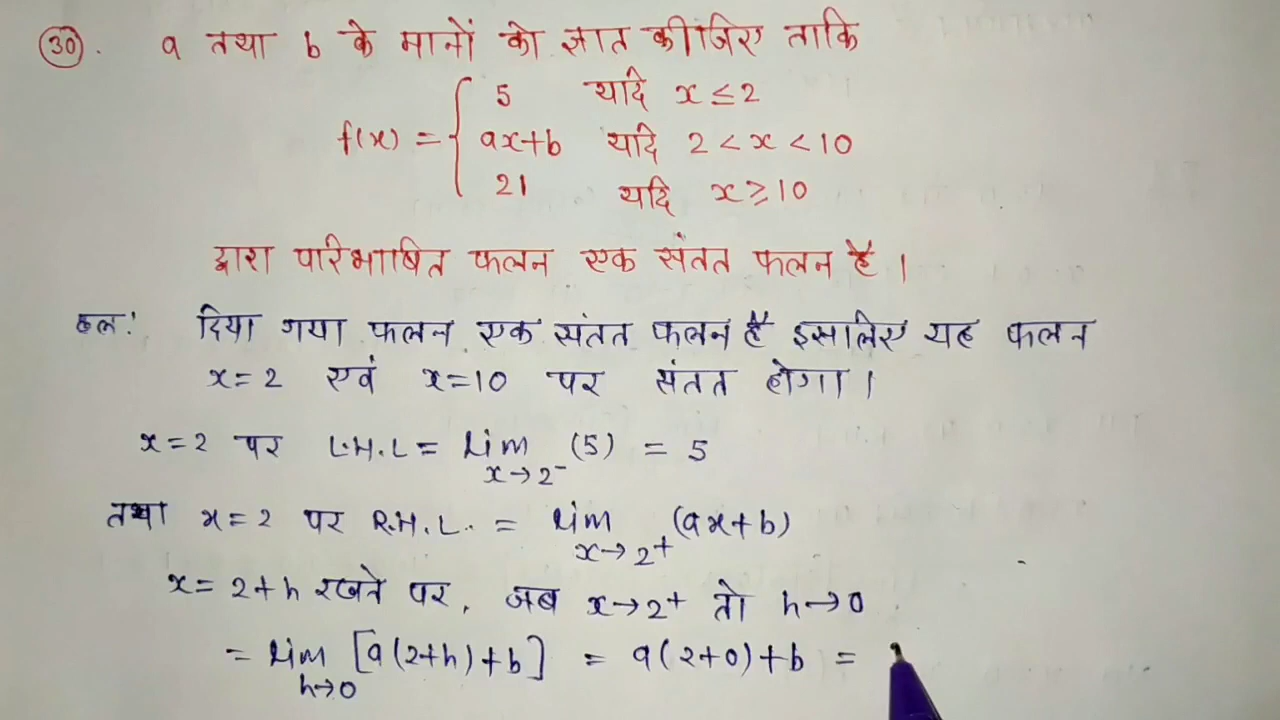 (30). a तथा b के मानों को ज्ञात कीजिए ताकि
f(x) = { 5 यदि x ≤ 2
ax+b यदि 2 < x < 10
21 यदि x ≥ 10
द्वारा परिभाषित फलन एक संतत फलन है।
हल: दिया गया फलन एक संतत फलन है इसलिए यह फलन
x = 2 एवं x = 10 पर संतत होगा।
x = 2 पर L.H.L = lim x→2⁻ (5) = 5
तथा x = 2 पर R.H.L. = lim x→2⁺ (ax+b)
x = 2+h रखने पर, जब x→2⁺ तो h→0
= lim h→0 [a(2+h)+b] = a(2+0)+b =